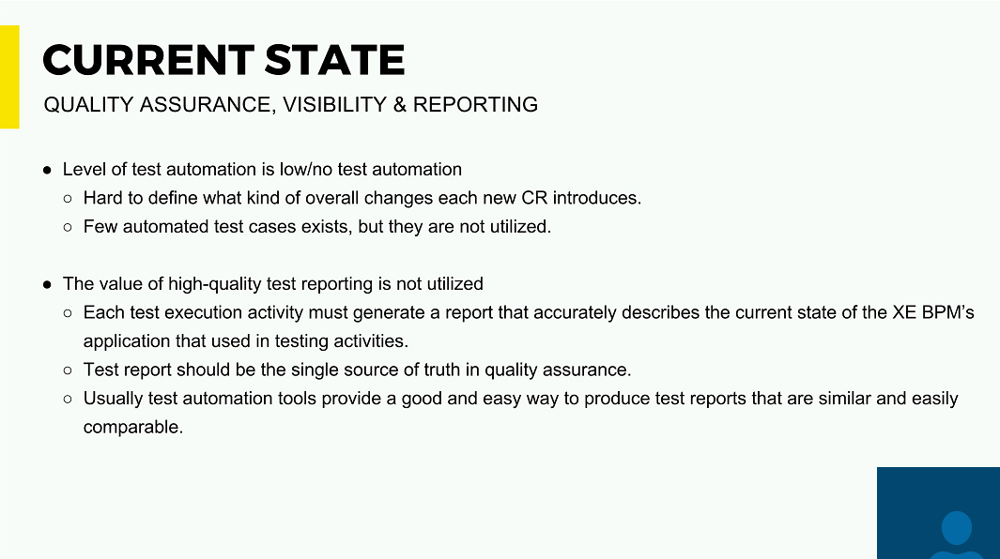 CURRENT STATE
QUALITY ASSURANCE, VISIBILITY & REPORTING
● Level of test automation is low/no test automation
○ Hard to define what kind of overall changes each new CR introduces.
○ Few automated test cases exists, but they are not utilized.
● The value of high-quality test reporting is not utilized
○ Each test execution activity must generate a report that accurately describes the current state of the XE BPM’s
application that used in testing activities.
○ Test report should be the single source of truth in quality assurance.
○ Usually test automation tools provide a good and easy way to produce test reports that are similar and easily
comparable.